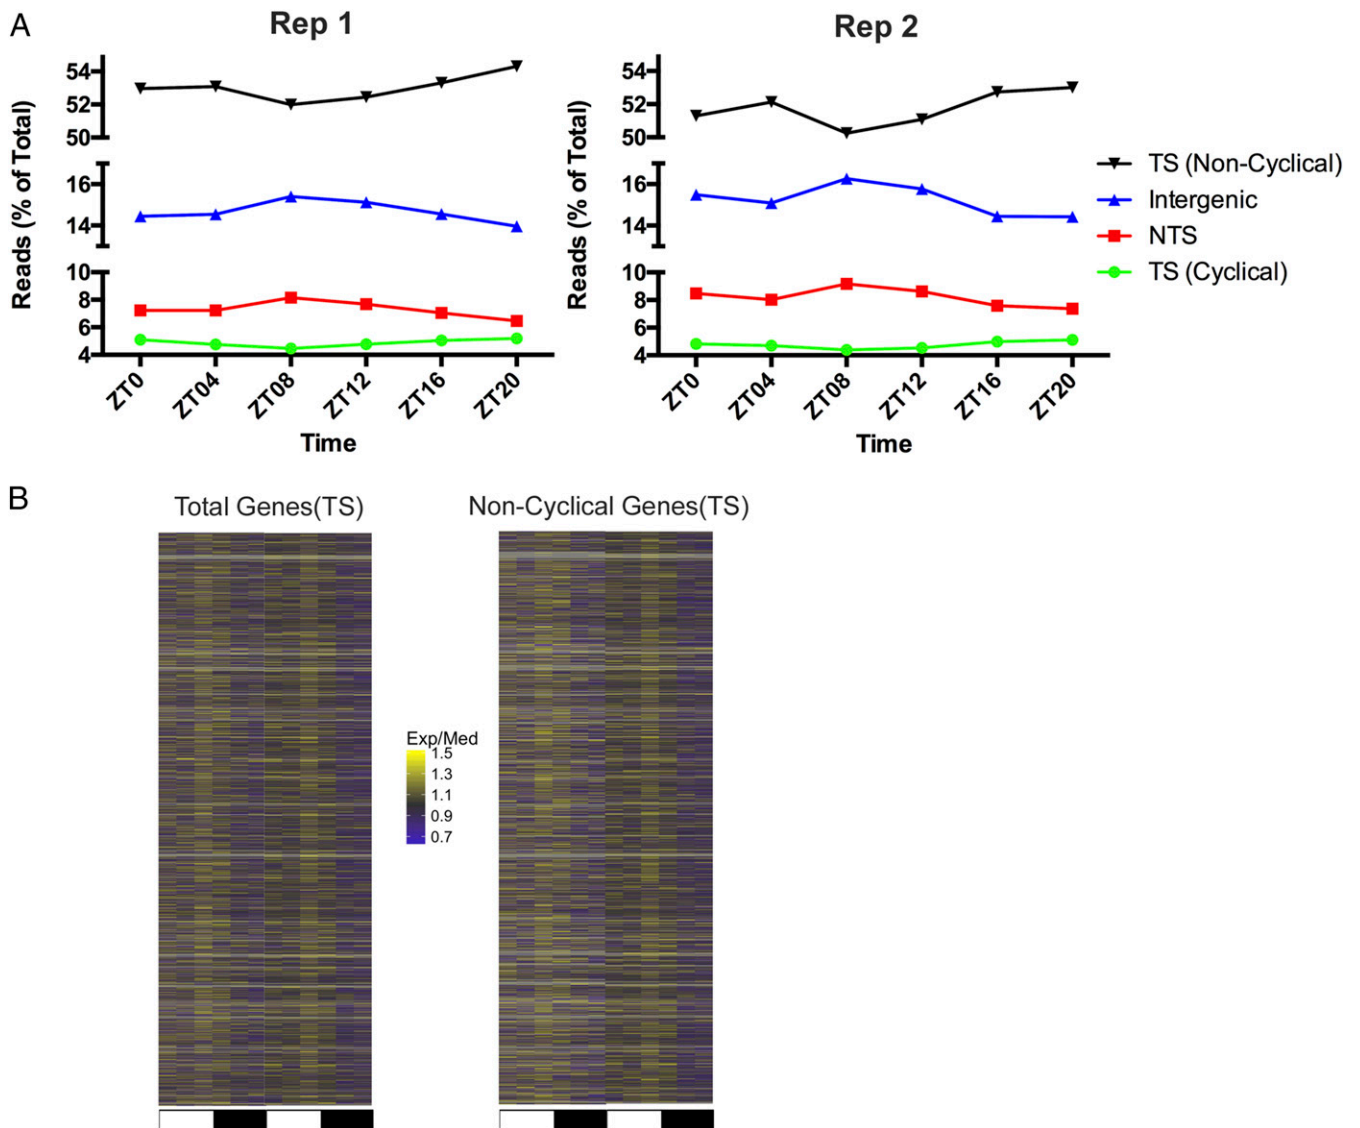 A
Rep 1
Rep 2
Reads (% of Total)
54
52
50
16
14
10
8
6
4
ZT0
ZT04
ZT08
ZT12
ZT16
ZT20
Time
Reads (% of Total)
54
52
50
16
14
10
8
6
4
ZT0
ZT04
ZT08
ZT12
ZT16
ZT20
Time
TS (Non-Cyclical)
Intergenic
NTS
TS (Cyclical)
B
Total Genes(TS)
Non-Cyclical Genes(TS)
Exp/Med
1.5
1.3
1.1
0.9
0.7